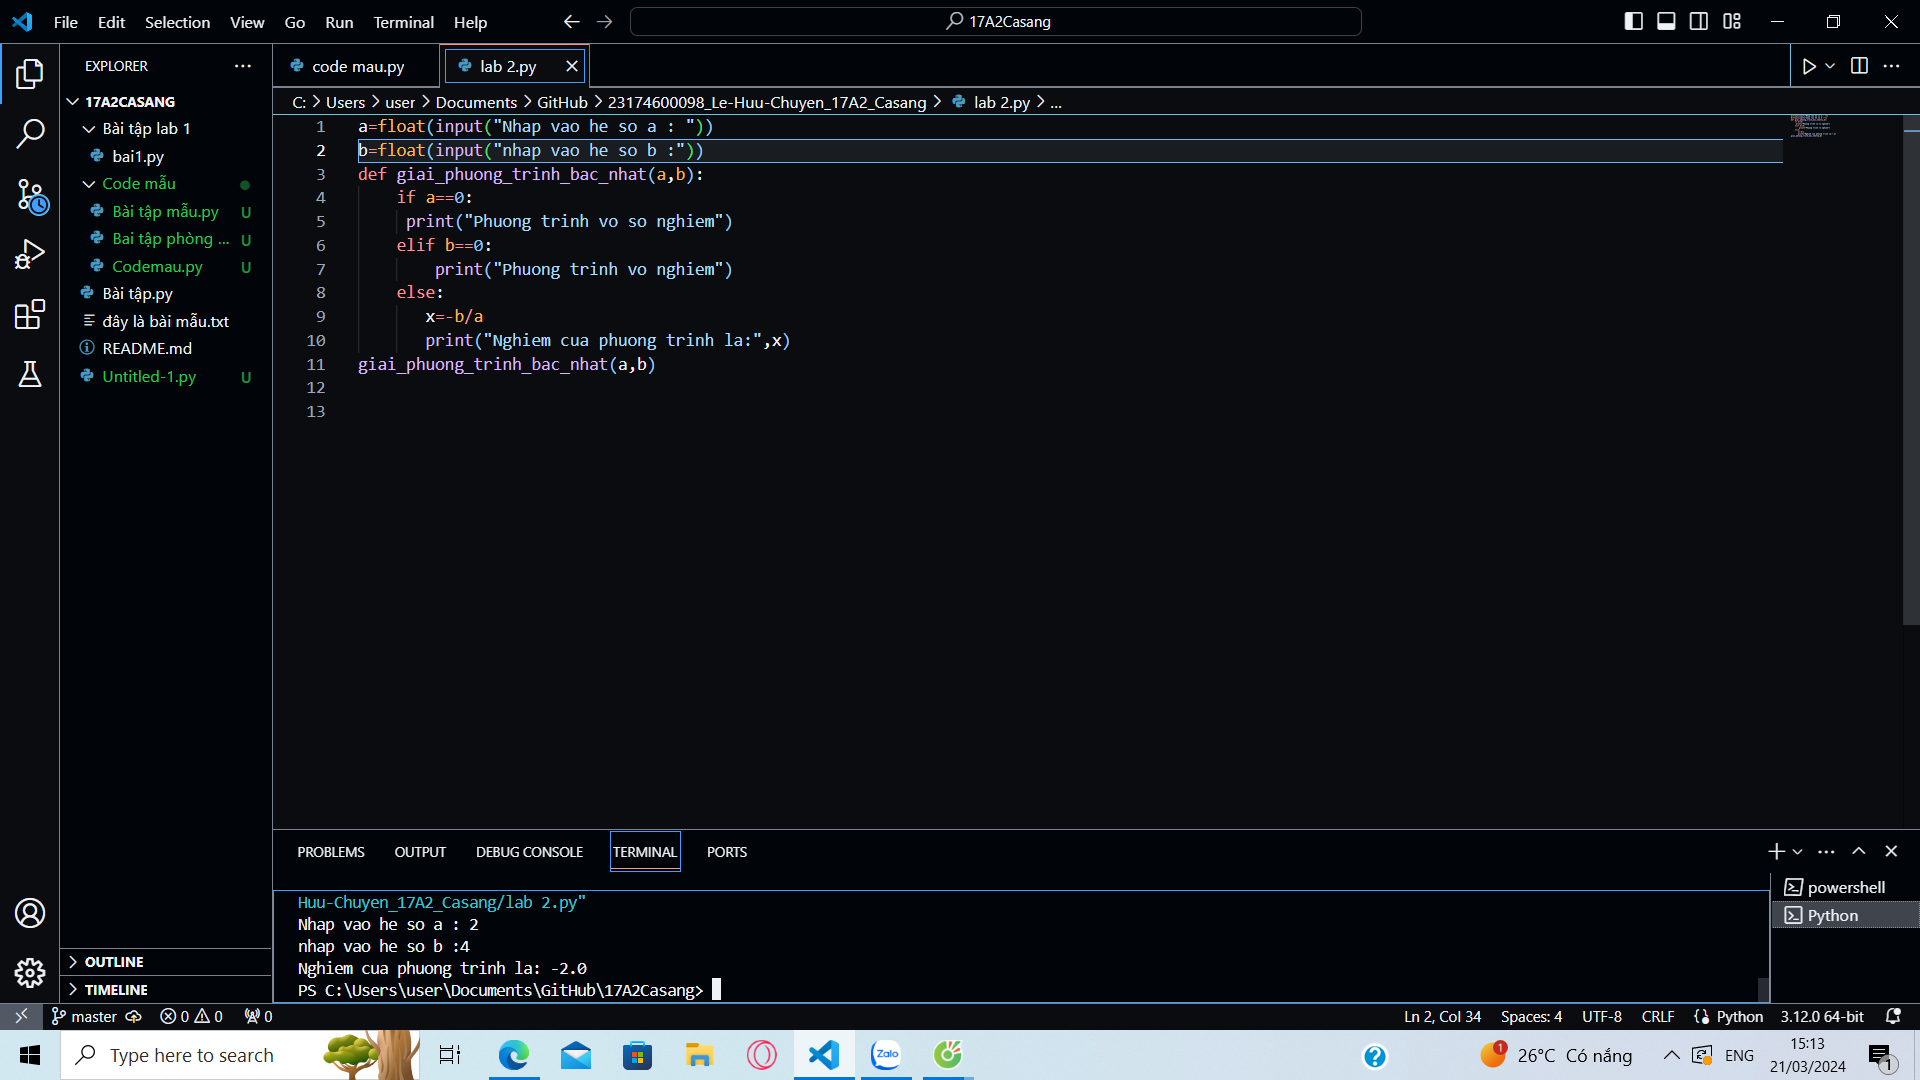 File Edit Selection View Go Run Terminal Help
17A2Casang
EXPLORER
17A2CASANG
Bài tập lab 1
bai1.py
Code mẫu
Bài tập mẫu.py U
Bai tập phòng ... U
Codemau.py U
Bài tập.py
đây là bài mẫu.txt
README.md
Untitled-1.py U
OUTLINE
TIMELINE
code mau.py
lab 2.py
C: > Users > user > Documents > GitHub > 23174600098_Le-Huu-Chuyen_17A2_Casang > lab 2.py > ...
1 a=float(input("Nhap vao he so a : "))
2 b=float(input("nhap vao he so b :"))
3 def giai_phuong_trinh_bac_nhat(a,b):
4 if a==0:
5 print("Phuong trinh vo so nghiem")
6 elif b==0:
7 print("Phuong trinh vo nghiem")
8 else:
9 x=-b/a
10 print("Nghiem cua phuong trinh la:",x)
11 giai_phuong_trinh_bac_nhat(a,b)
12
13
PROBLEMS OUTPUT DEBUG CONSOLE TERMINAL PORTS
Huu-Chuyen_17A2_Casang/lab 2.py"
Nhap vao he so a : 2
nhap vao he so b :4
Nghiem cua phuong trinh la: -2.0
PS C:\Users\user\Documents\GitHub\17A2Casang>
powershell
Python
master 0 0 0
Ln 2, Col 34 Spaces: 4 UTF-8 CRLF Python 3.12.0 64-bit
Type here to search
Zalo
1
26°C Có nắng
ENG
15:13
21/03/2024
1